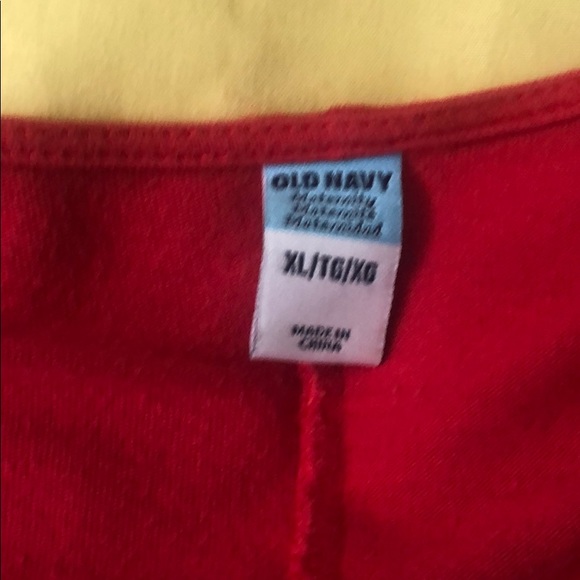 OLD NAVY
Maternity
Maternité
Maternidad
XL/TG/XG
MADE IN
CHINA